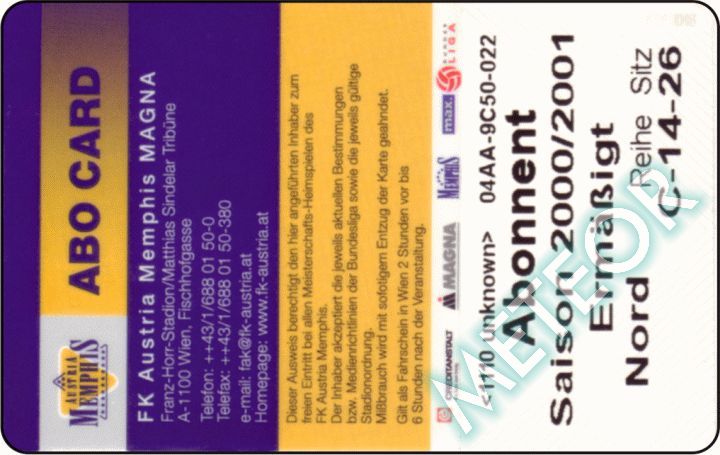 ABO CARD
AUSTRIA
MEMPHIS
FK Austria Memphis MAGNA
Franz-Horr-Stadion/Matthias Sindelar Tribüne
A-1100 Wien, Fischhofgasse
Telefon: ++43/1/688 01 50-0
Telefax: ++43/1/688 01 50-380
e-mail: fak@fk-austria.at
Homepage: www.fk-austria.at
Dieser Ausweis berechtigt den hier angeführten Inhaber zum
freien Eintritt bei allen Meisterschafts-Heimspielen des
FK Austria Memphis.
Der Inhaber akzeptiert die jeweils aktuellen Bestimmungen
bzw. Medienrichtlinen der Bundesliga sowie die jeweils gültige
Stadionordnung.
Mißbrauch wird mit sofortigem Entzug der Karte geahndet.
Gilt als Fahrschein in Wien 2 Stunden vor bis
6 Stunden nach der Veranstaltung.
CREDITANSTALT MAGNA MEMPHIS max. BUNDES LIGA
<1110 unknown> 04AA-9C50-022
Abonnent
Saison 2000/2001
Ermäßigt
Nord Reihe Sitz
C-14-26
METEOR